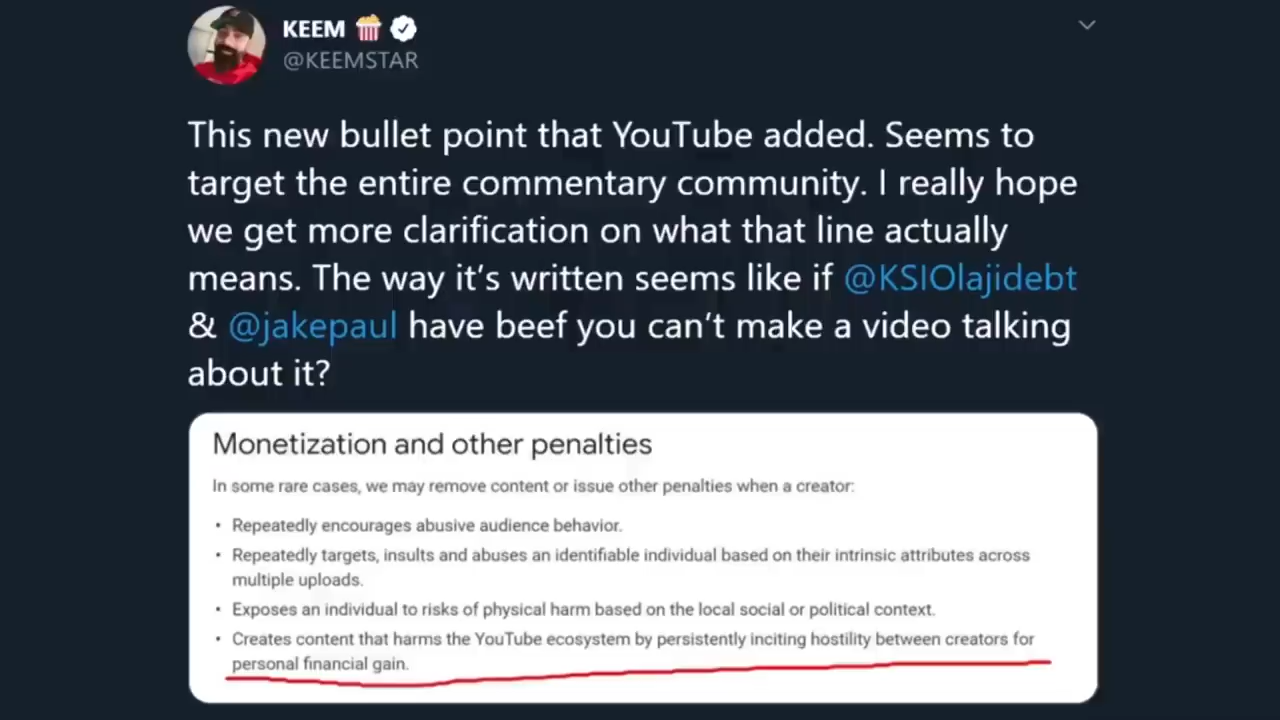 KEEM
@KEEMSTAR
This new bullet point that YouTube added. Seems to
target the entire commentary community. I really hope
we get more clarification on what that line actually
means. The way it’s written seems like if @KSIOlajidebt
& @jakepaul have beef you can’t make a video talking
about it?
Monetization and other penalties
In some rare cases, we may remove content or issue other penalties when a creator:
• Repeatedly encourages abusive audience behavior.
• Repeatedly targets, insults and abuses an identifiable individual based on their intrinsic attributes across
multiple uploads.
• Exposes an individual to risks of physical harm based on the local social or political context.
• Creates content that harms the YouTube ecosystem by persistently inciting hostility between creators for
personal financial gain.